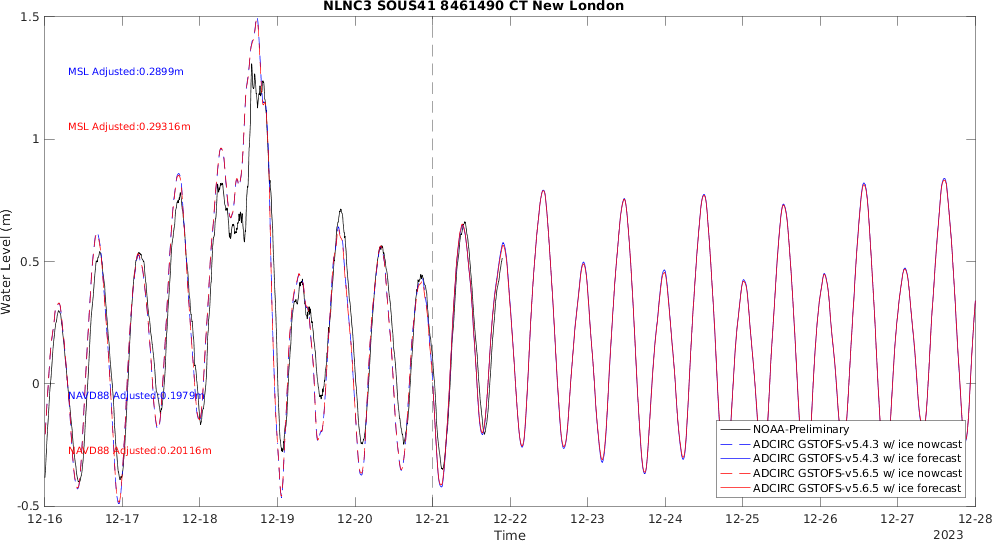 NLNC3 SOUS41 8461490 CT New London
1.5
1
0.5
0
-0.5
Water Level (m)
MSL Adjusted:0.2899m
MSL Adjusted:0.29316m
NAVD88 Adjusted:0.1979m
NAVD88 Adjusted:0.20116m
NOAA-Preliminary
ADCIRC GSTOFS-v5.4.3 w/ ice nowcast
ADCIRC GSTOFS-v5.4.3 w/ ice forecast
ADCIRC GSTOFS-v5.6.5 w/ ice nowcast
ADCIRC GSTOFS-v5.6.5 w/ ice forecast
12-16 12-17 12-18 12-19 12-20 12-21 12-22 12-23 12-24 12-25 12-26 12-27 12-28
Time
2023